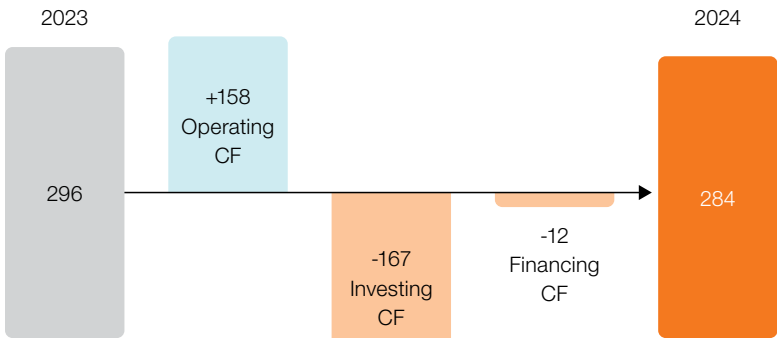 2023
2024
+158
Operating
CF
296
284
-167
Investing
CF
-12
Financing
CF